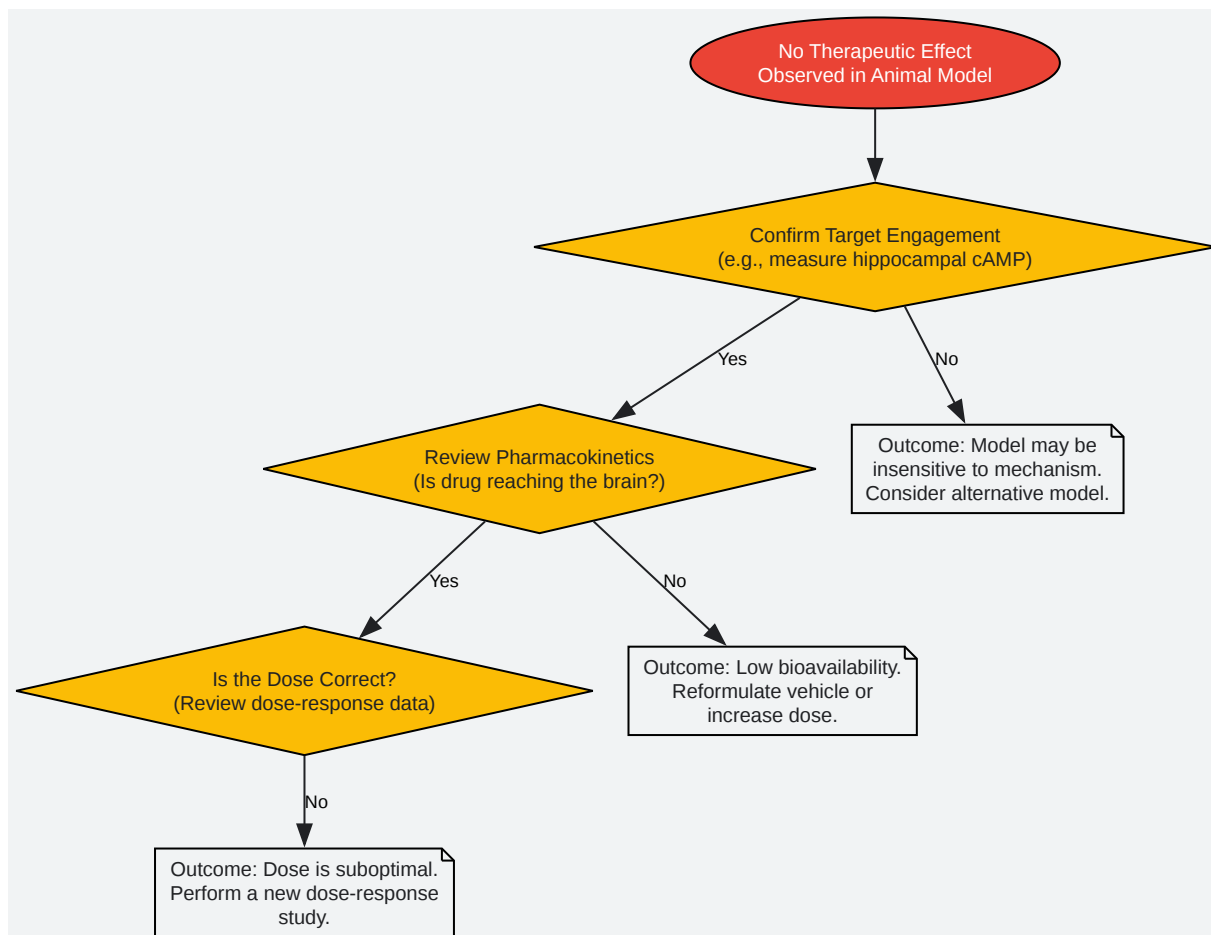 No Therapeutic Effect
Observed in Animal Model
Confirm Target Engagement
(e.g., measure hippocampal cAMP)
Yes
No
Review Pharmacokinetics
(Is drug reaching the brain?)
Outcome: Model may be
insensitive to mechanism.
Consider alternative model.
Yes
No
Is the Dose Correct?
(Review dose-response data)
Outcome: Low bioavailability.
Reformulate vehicle or
increase dose.
No
Outcome: Dose is suboptimal.
Perform a new dose-response
study.